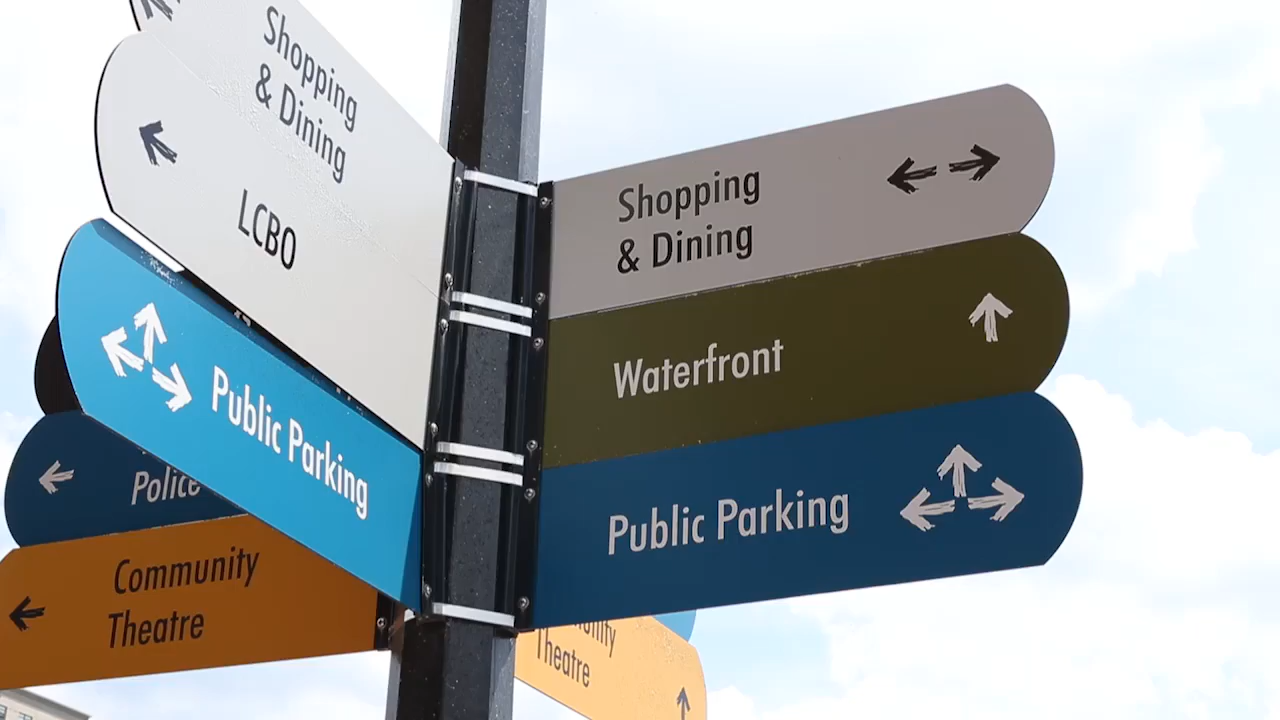 Shopping
& Dining
LCBO
Public Parking
Police
Community
Theatre
Shopping
& Dining
Waterfront
Public Parking
Theatre